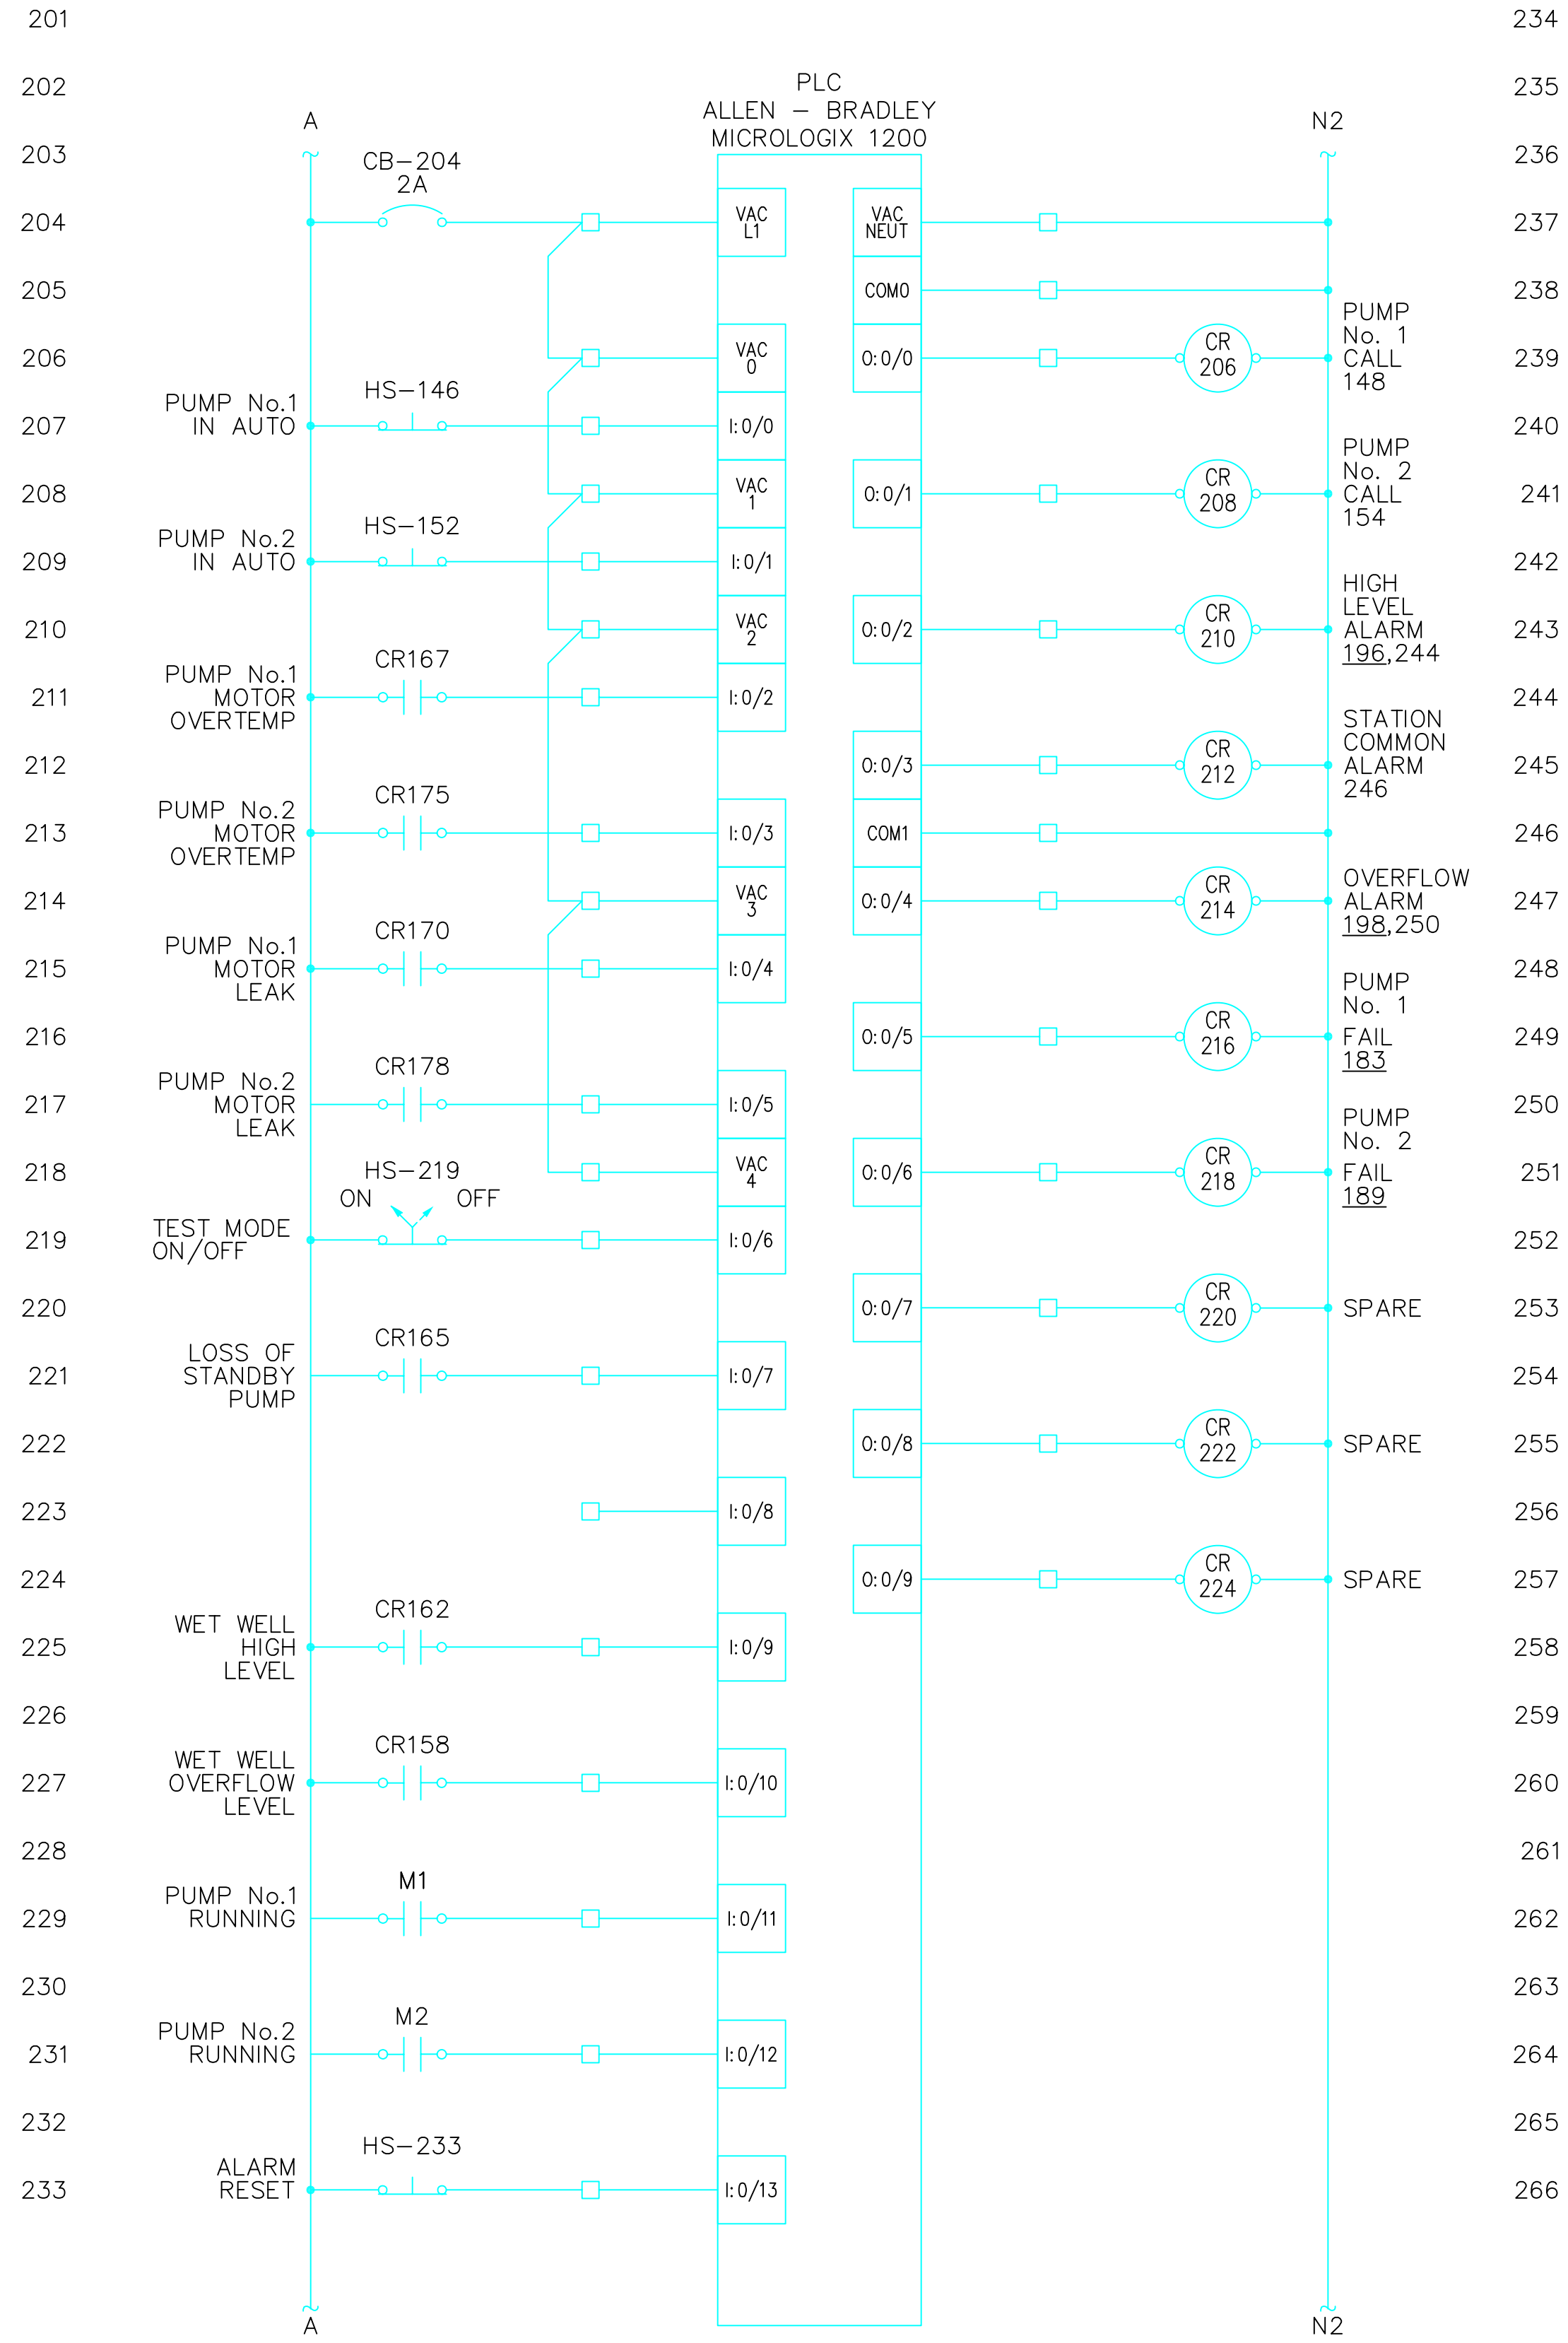 201
234
202
PLC
235
ALLEN – BRADLEY
A
N2
MICROLOGIX 1200
203
236
CB–204
2A
204
VAC
L1
VAC
NEUT
237
205
COM0
238
PUMP
No. 1
CALL
148
206
VAC
0
O:0/0
CR
206
239
PUMP No.1
IN AUTO
HS–146
207
I:0/0
240
PUMP
No. 2
CALL
154
208
VAC
1
O:0/1
CR
208
241
PUMP No.2
IN AUTO
HS–152
209
I:0/1
242
HIGH
LEVEL
ALARM
196,244
210
VAC
2
O:0/2
CR
210
243
PUMP No.1
MOTOR
OVERTEMP
CR167
211
I:0/2
244
STATION
COMMON
ALARM
246
212
O:0/3
CR
212
245
PUMP No.2
MOTOR
OVERTEMP
CR175
213
I:0/3
COM1
246
OVERFLOW
ALARM
198,250
214
VAC
3
O:0/4
CR
214
247
PUMP No.1
MOTOR
LEAK
CR170
215
I:0/4
248
PUMP
No. 1
FAIL
183
216
O:0/5
CR
216
249
PUMP No.2
MOTOR
LEAK
CR178
217
I:0/5
250
PUMP
No. 2
FAIL
189
218
HS–219
ON
OFF
VAC
4
O:0/6
CR
218
251
TEST MODE
ON/OFF
219
I:0/6
252
220
O:0/7
CR
220
SPARE
253
LOSS OF
STANDBY
PUMP
CR165
221
I:0/7
254
222
O:0/8
CR
222
SPARE
255
223
I:0/8
256
224
O:0/9
CR
224
SPARE
257
WET WELL
HIGH
LEVEL
CR162
225
I:0/9
258
226
259
WET WELL
OVERFLOW
LEVEL
CR158
227
I:0/10
260
228
261
PUMP No.1
RUNNING
M1
229
I:0/11
262
230
263
PUMP No.2
RUNNING
M2
231
I:0/12
264
232
265
ALARM
RESET
HS–233
233
I:0/13
266
A
N2